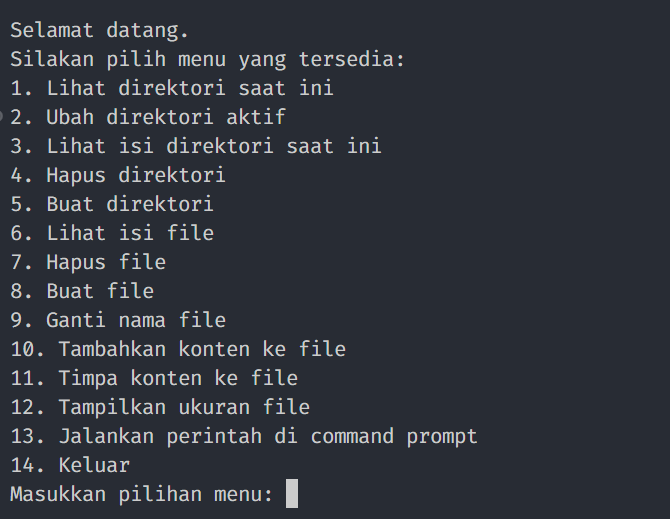 Selamat datang.
Silakan pilih menu yang tersedia:
1. Lihat direktori saat ini
2. Ubah direktori aktif
3. Lihat isi direktori saat ini
4. Hapus direktori
5. Buat direktori
6. Lihat isi file
7. Hapus file
8. Buat file
9. Ganti nama file
10. Tambahkan konten ke file
11. Timpa konten ke file
12. Tampilkan ukuran file
13. Jalankan perintah di command prompt
14. Keluar
Masukkan pilihan menu: